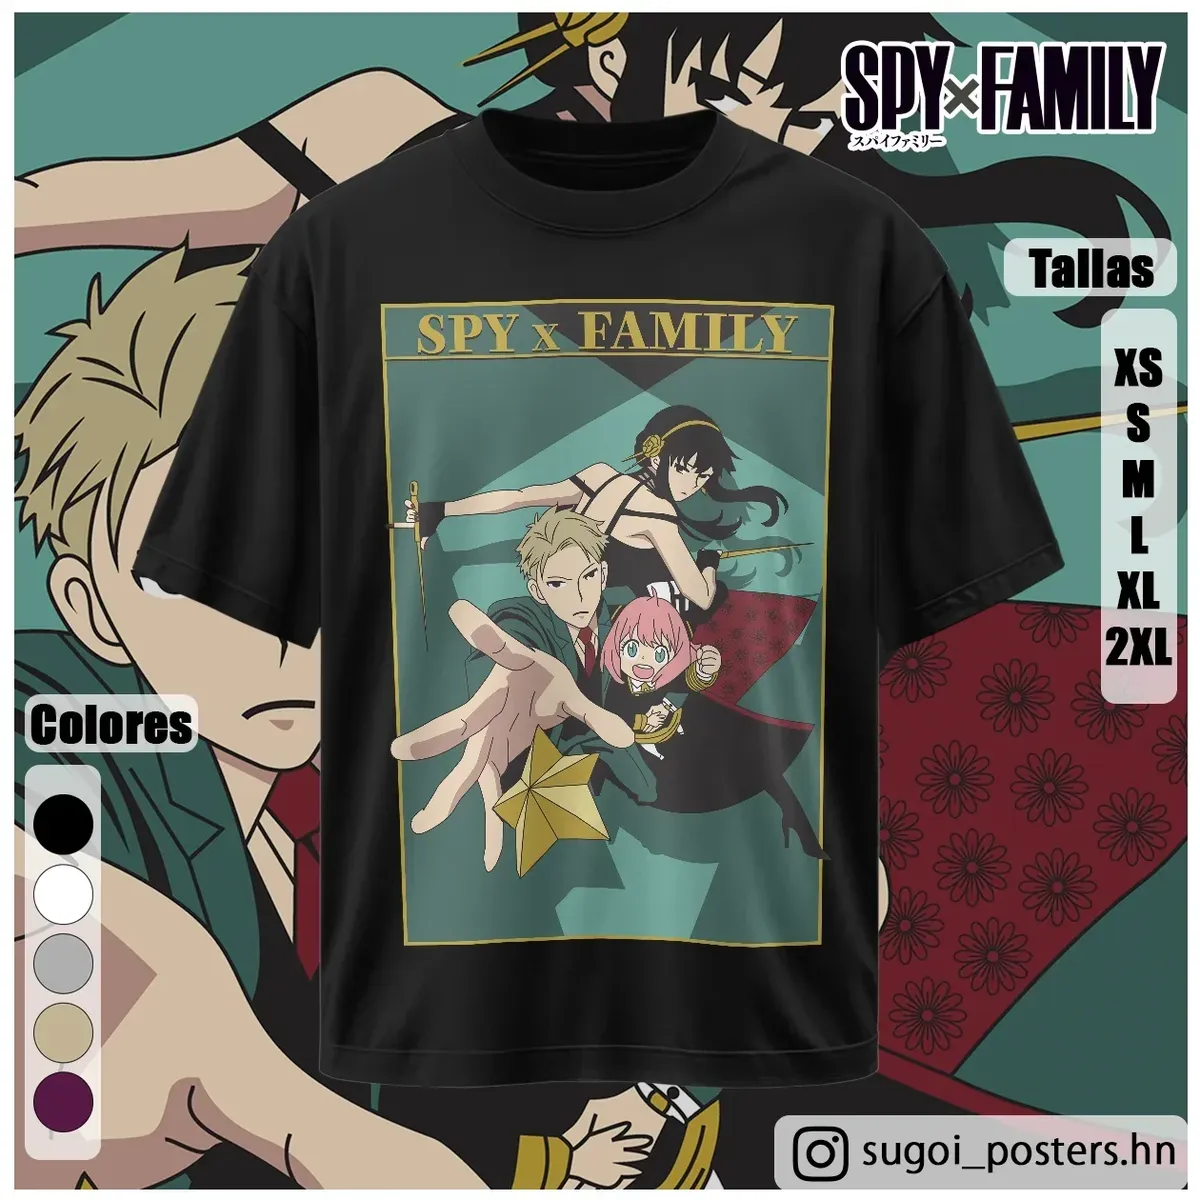 SPY×FAMILY
スパイファミリー
Tallas
XS
S
M
L
XL
2XL
SPY x FAMILY
Colores
sugoi_posters.hn